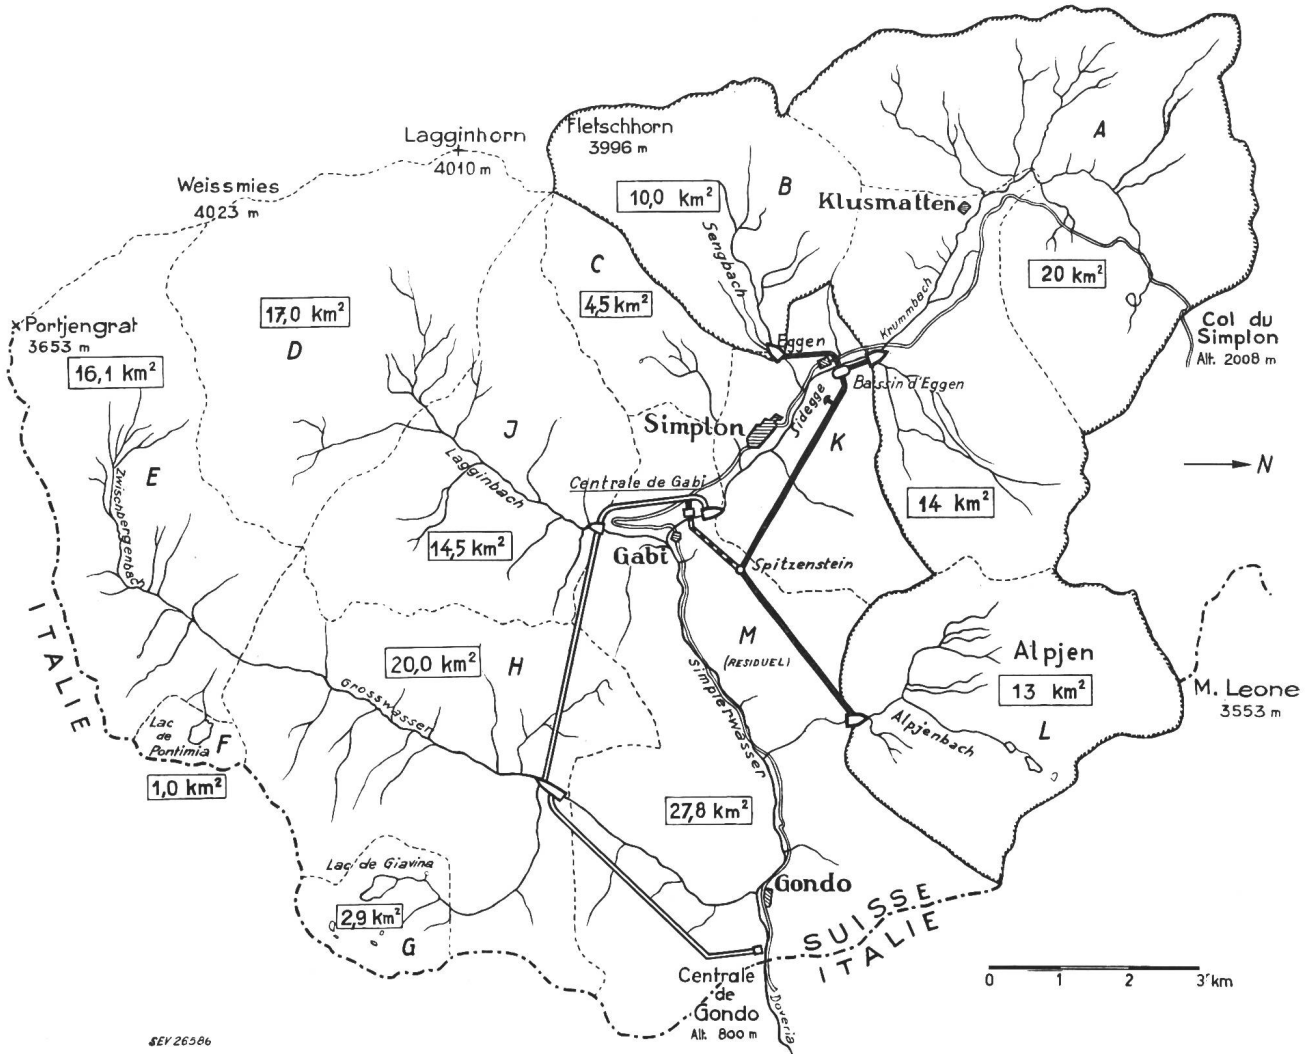 Fletschhorn
3996 m
Lagginhorn
4010 m
Weissmies
4023 m
A
B
10,0 km²
Klusmatten
Sengbach
C
4,5 km²
20 km²
Krummbach
Col du
Simplon
Alt. 2008 m
17,0 km²
D
Portjengrat
3653 m
16,1 km²
Eggen
Bassin d'Eggen
Sidegge
Simplon
K
J
Lagginbach
E
Zwischbergenbach
N
Centrale de Gabi
14 km²
14,5 km²
Gabi
Spitzenstein
ITALIE
M
(RESIDUEL)
Simplerwasser
20,0 km²
H
Grosswasser
Alpjen
13 km²
L
Alpjenbach
M. Leone
3553 m
Lac
de
Pontimia
F
1,0 km²
27,8 km²
Lac de Giavina
2,9 km²
G
Gondo
SUISSE
ITALIE
Centrale
de
Gondo
Alt. 800 m
Doveria
0 1 2 3 km
SEV 26586